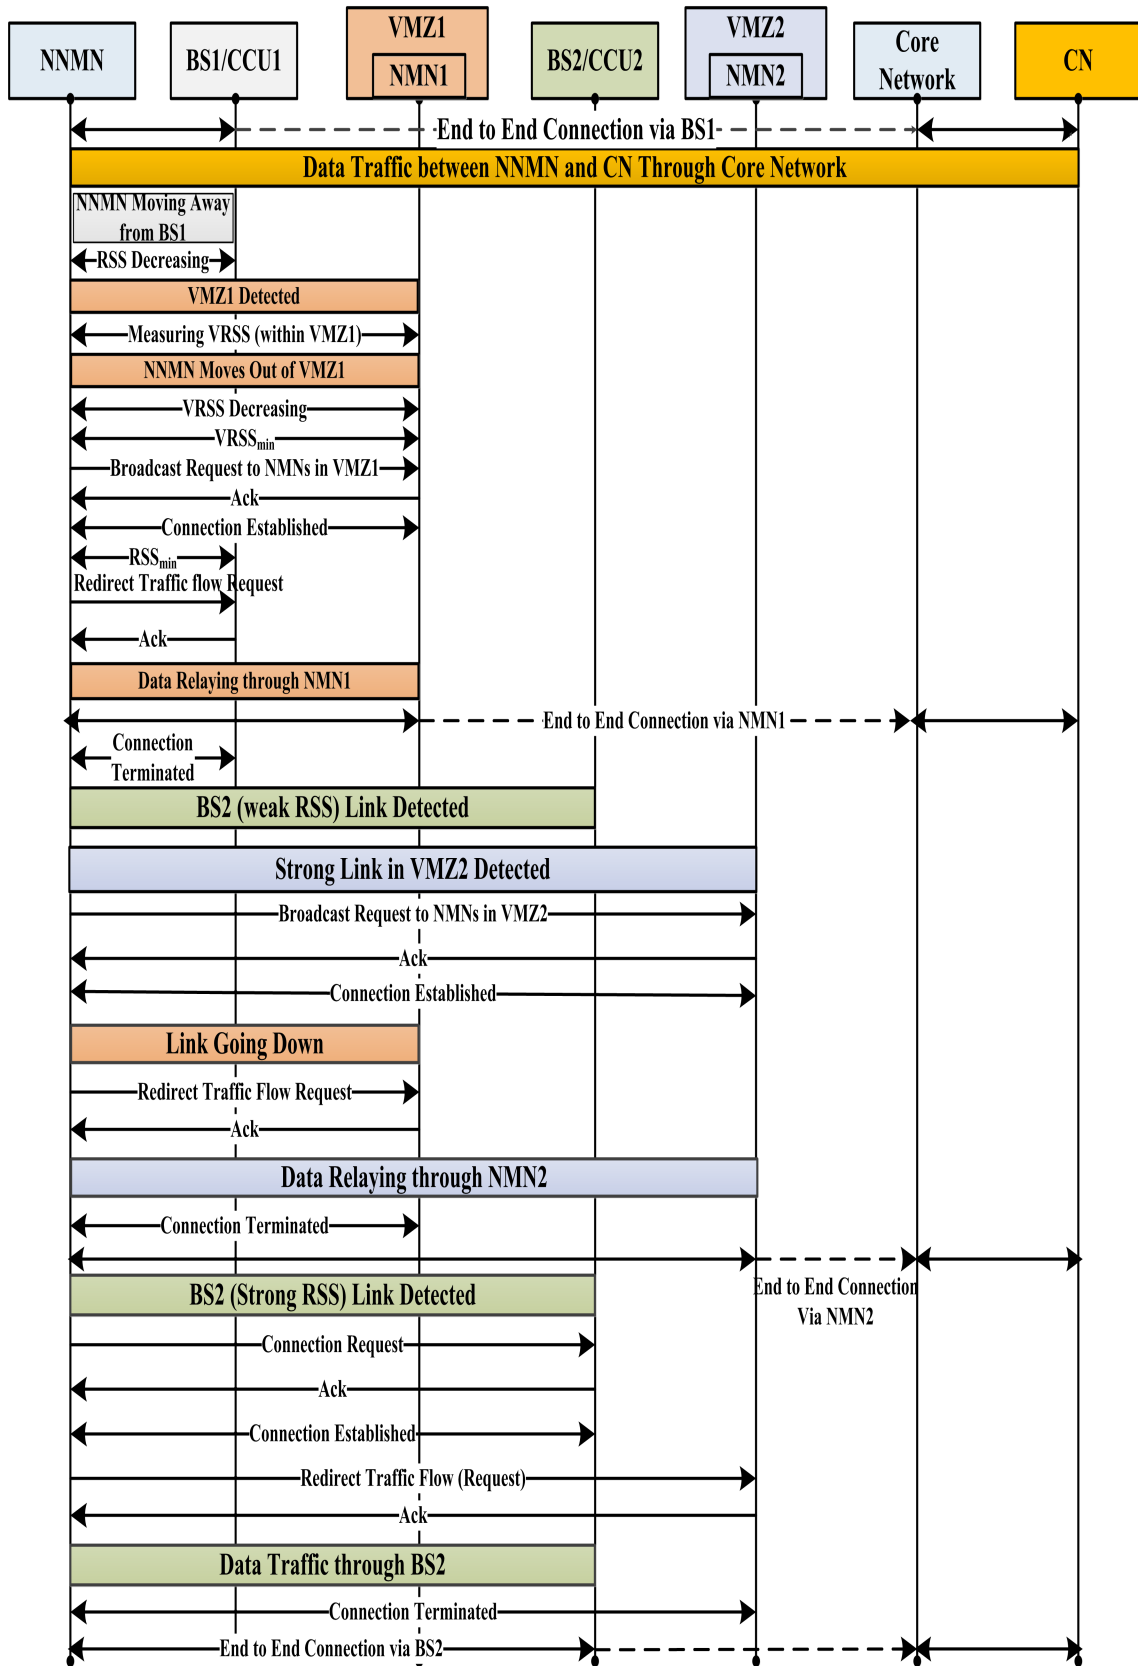 NNMN
BS1/CCU1
VMZ1
NMN1
BS2/CCU2
VMZ2
NMN2
Core
Network
CN
End to End Connection via BS1
Data Traffic between NNMN and CN Through Core Network
NNMN Moving Away
from BS1
RSS Decreasing
VMZ1 Detected
Measuring VRSS (within VMZ1)
NNMN Moves Out of VMZ1
VRSS Decreasing
VRSSmin
Broadcast Request to NMNs in VMZ1
Ack
Connection Established
RSSmin
Redirect Traffic flow Request
Ack
Data Relaying through NMN1
End to End Connection via NMN1
Connection
Terminated
BS2 (weak RSS) Link Detected
Strong Link in VMZ2 Detected
Broadcast Request to NMNs in VMZ2
Ack
Connection Established
Link Going Down
Redirect Traffic Flow Request
Ack
Data Relaying through NMN2
Connection Terminated
End to End Connection
Via NMN2
BS2 (Strong RSS) Link Detected
Connection Request
Ack
Connection Established
Redirect Traffic Flow (Request)
Ack
Data Traffic through BS2
Connection Terminated
End to End Connection via BS2